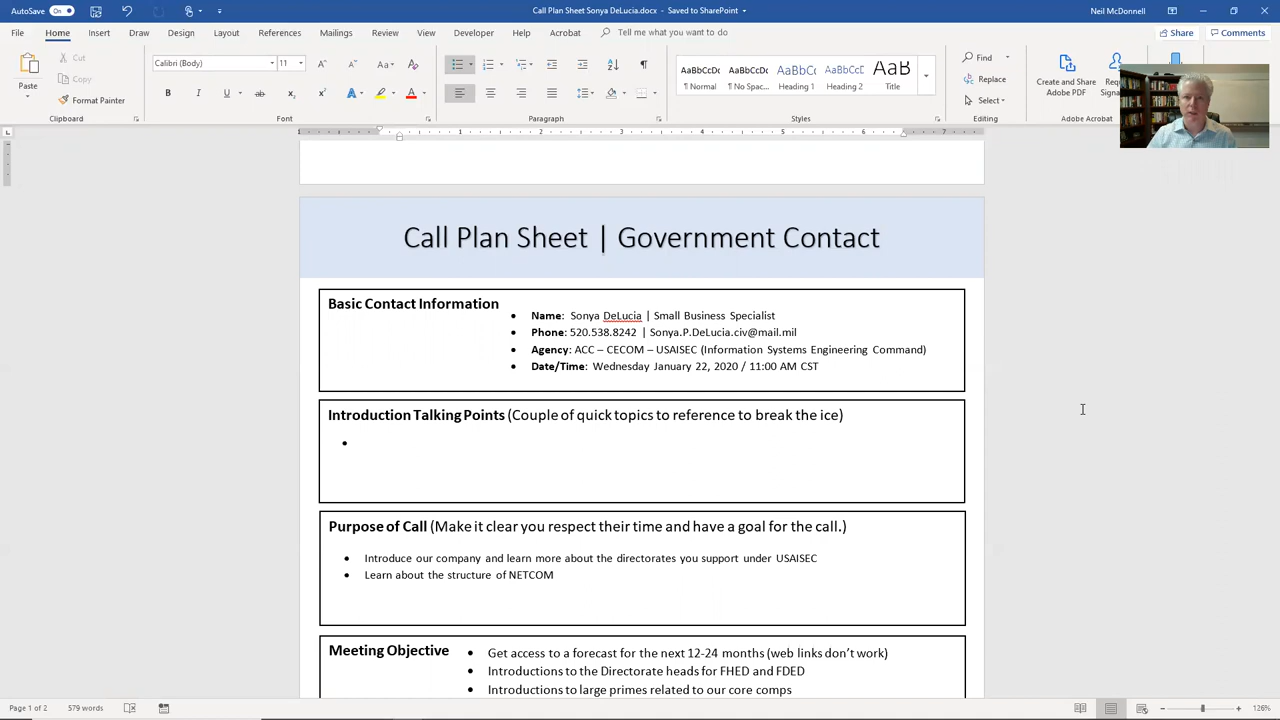 AutoSave On Call Plan Sheet Sonya DeLucia.docx - Saved to SharePoint Neil McDonnell
File Home Insert Draw Design Layout References Mailings Review View Developer Help Acrobat Tell me what you want to do Share Comments
Paste Cut Copy Format Painter Clipboard
Calibri (Body) 11 Font
Paragraph
AaBbCcDc AaBbCcDc AaBbCc AaBbCcD AaB
¶ Normal ¶ No Spac... Heading 1 Heading 2 Title
Styles
Find Replace Select Editing
Create and Share Adobe PDF
Adobe Acrobat
Call Plan Sheet | Government Contact
Basic Contact Information
• Name: Sonya DeLucia | Small Business Specialist
• Phone: 520.538.8242 | Sonya.P.DeLucia.civ@mail.mil
• Agency: ACC – CECOM – USAISEC (Information Systems Engineering Command)
• Date/Time: Wednesday January 22, 2020 / 11:00 AM CST
Introduction Talking Points (Couple of quick topics to reference to break the ice)
•
Purpose of Call (Make it clear you respect their time and have a goal for the call.)
• Introduce our company and learn more about the directorates you support under USAISEC
• Learn about the structure of NETCOM
Meeting Objective
• Get access to a forecast for the next 12-24 months (web links don't work)
• Introductions to the Directorate heads for FHED and FDED
• Introductions to large primes related to our core comps
Page 1 of 2 579 words 126%